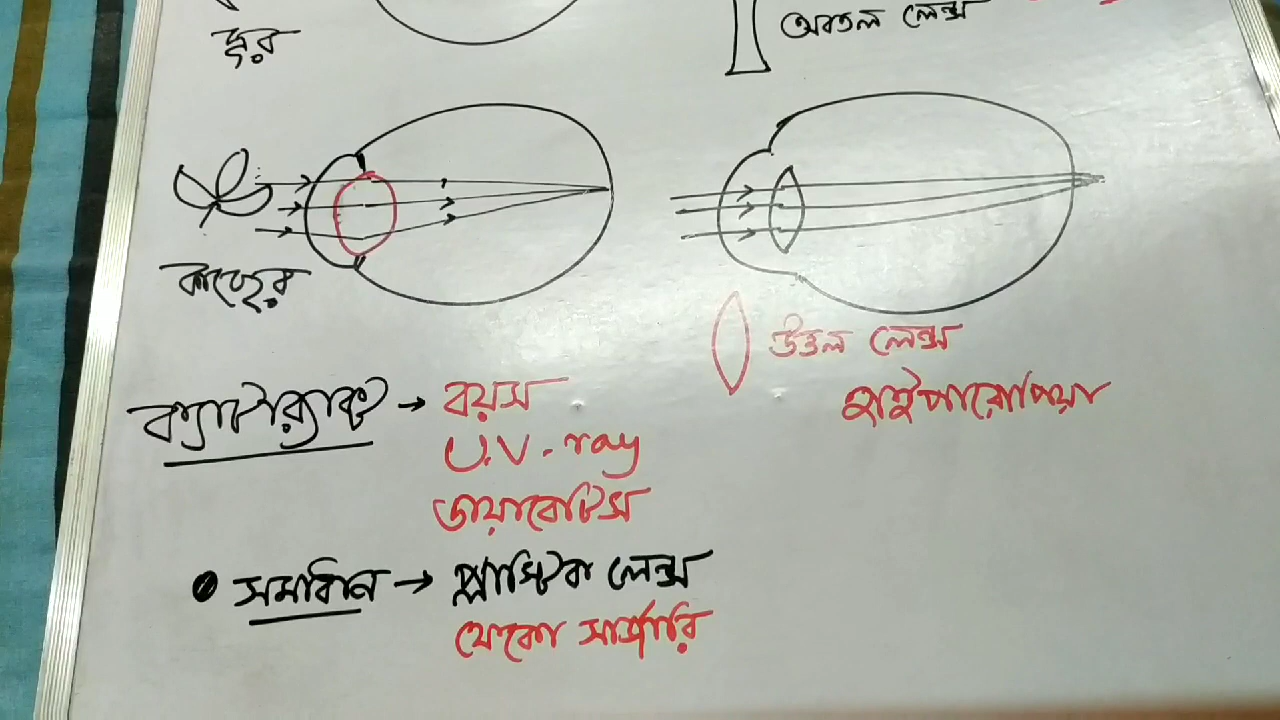 দূর
অবতল লেন্স
কাছের
উত্তল লেন্স
হাইপারোপিয়া
ক্যাটার‍্যাক্ট → বয়স
U.V. ray
ডায়াবেটিস
সমাধান → প্লাস্টিক লেন্স
থেকো সার্জারি